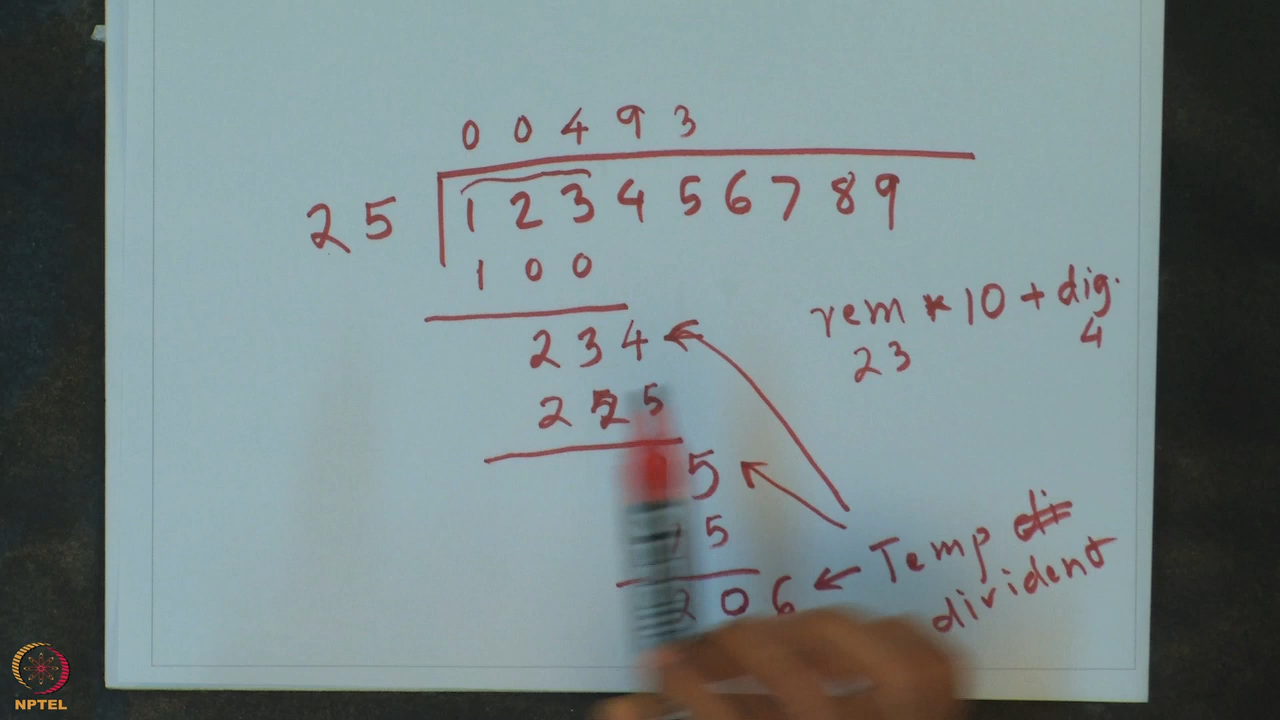 0 0 4 9 3
25 1 2 3 4 5 6 7 8 9
1 0 0
rem * 10 + dig.
2 3 4
23 4
2 2 5
5
5
Temp
2 0 6
divident
NPTEL